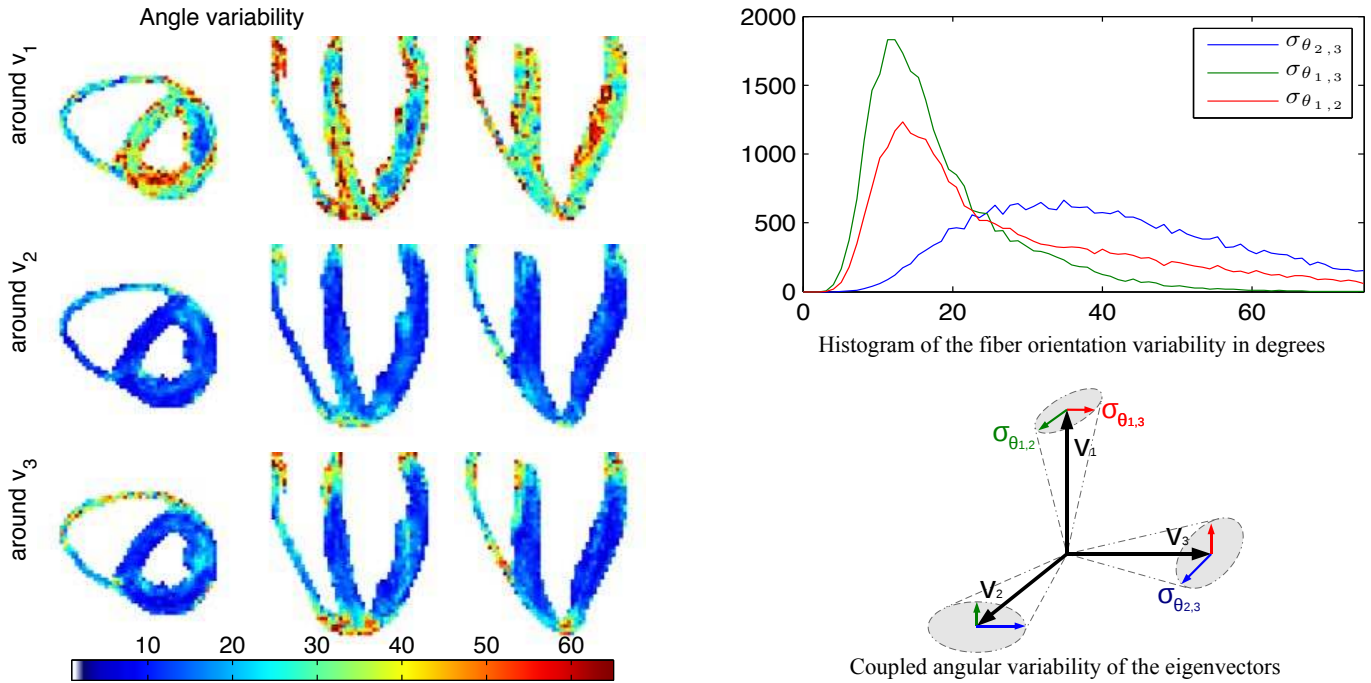 Angle variability
around v₁
around v₂
around v₃
10 20 30 40 50 60
2000
1500
1000
500
0
0 20 40 60
σθ₂,₃
σθ₁,₃
σθ₁,₂
Histogram of the fiber orientation variability in degrees
σθ₁,₂
σθ₁,₃
V₁
V₃
V₂
σθ₂,₃
Coupled angular variability of the eigenvectors